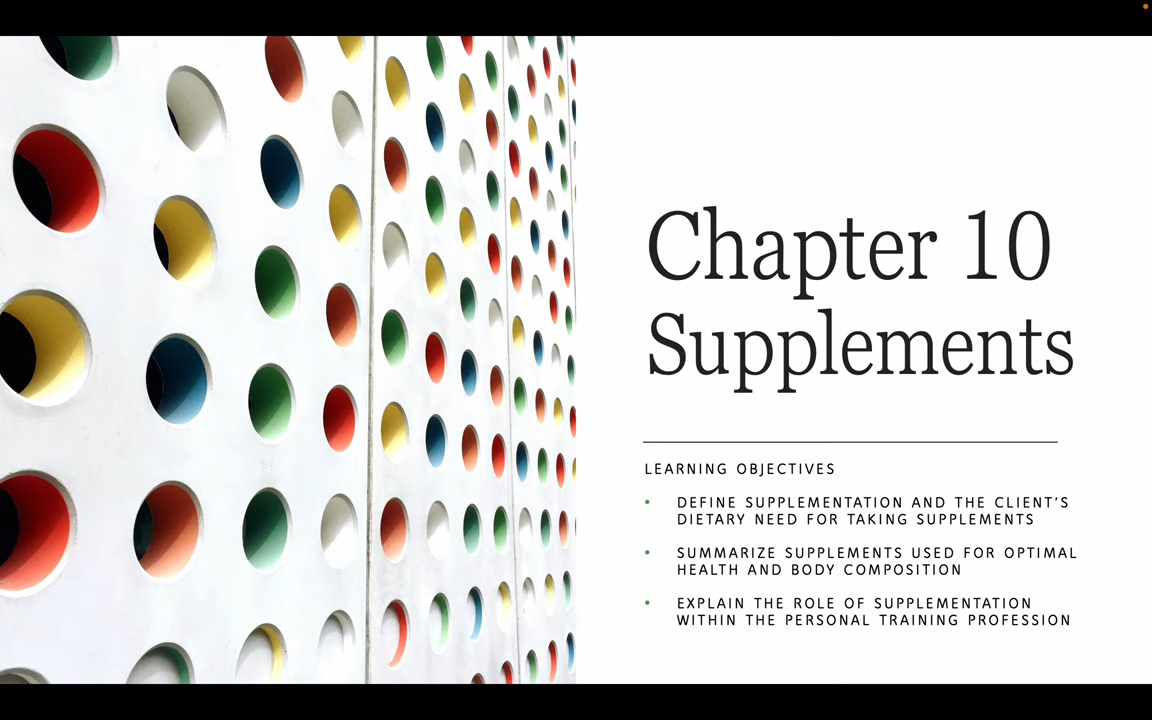 Chapter 10
Supplements
LEARNING OBJECTIVES
• DEFINE SUPPLEMENTATION AND THE CLIENT'S
DIETARY NEED FOR TAKING SUPPLEMENTS
• SUMMARIZE SUPPLEMENTS USED FOR OPTIMAL
HEALTH AND BODY COMPOSITION
• EXPLAIN THE ROLE OF SUPPLEMENTATION
WITHIN THE PERSONAL TRAINING PROFESSION